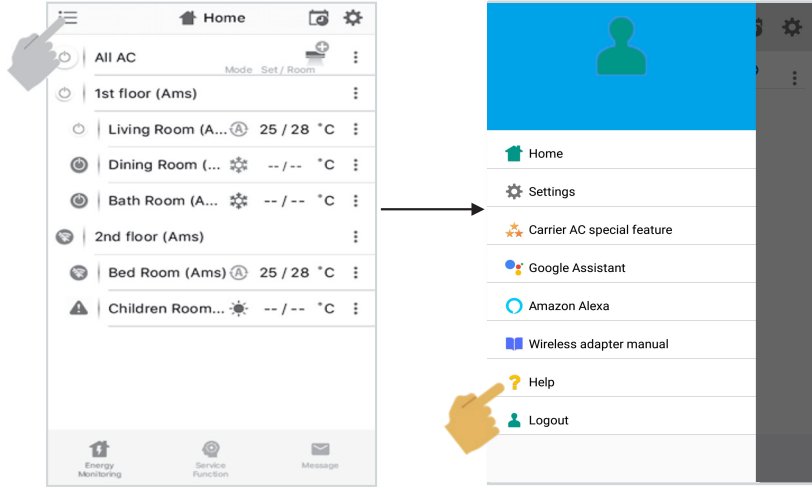 Home
All AC
Mode Set / Room
1st floor (Ams)
Living Room (A... 25 / 28 °C
Dining Room (... -- / -- °C
Bath Room (A... -- / -- °C
2nd floor (Ams)
Bed Room (Ams) 25 / 28 °C
Children Room... -- / -- °C
Energy
Monitoring
Service
Function
Message
Home
Settings
Carrier AC special feature
Google Assistant
Amazon Alexa
Wireless adapter manual
Help
Logout